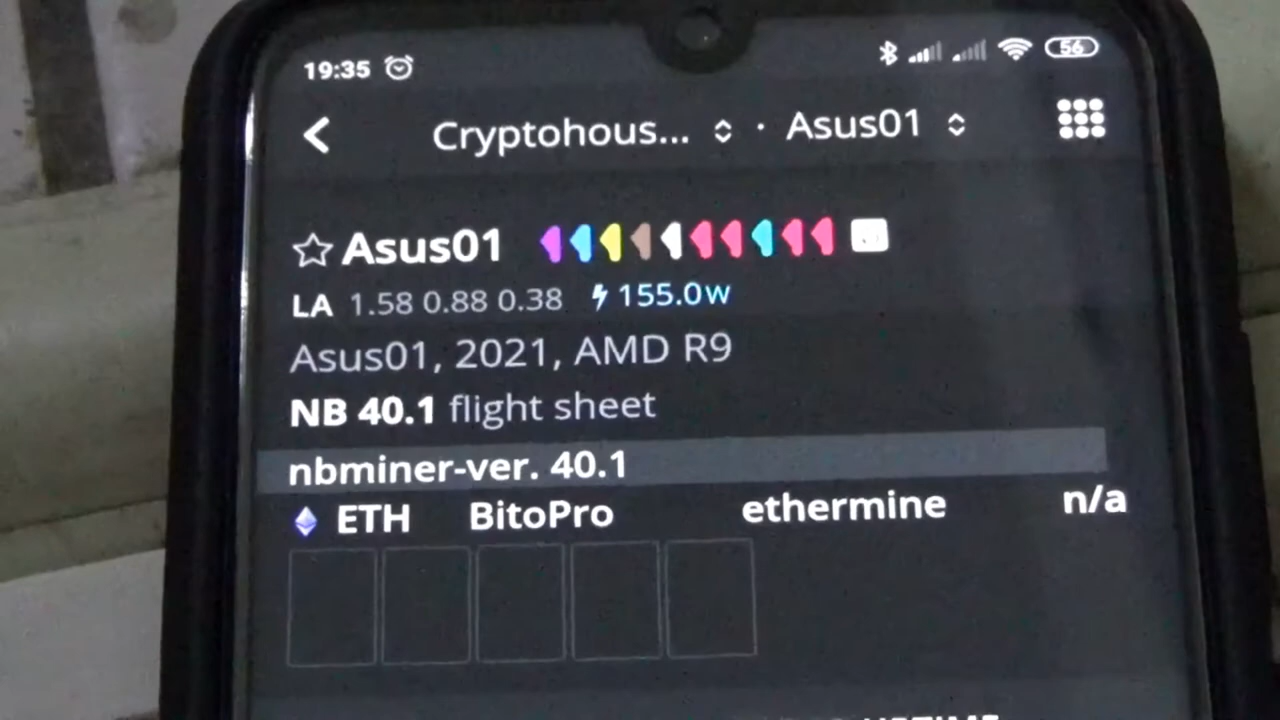 19:35 56
Cryptohous... · Asus01
Asus01
LA 1.58 0.88 0.38 155.0W
Asus01, 2021, AMD R9
NB 40.1 flight sheet
nbminer-ver. 40.1
ETH BitoPro ethermine n/a